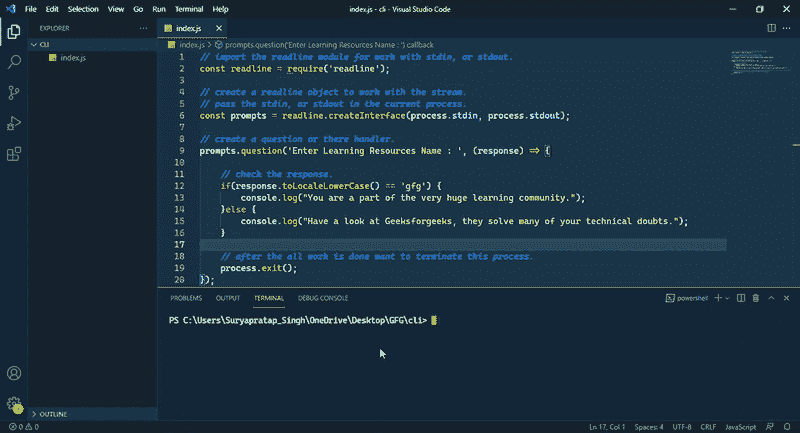 File Edit Selection View Go Run Terminal Help
index.js - cli - Visual Studio Code
EXPLORER
CLI
index.js
OUTLINE
index.js
index.js > prompts.question('Enter Learning Resources Name : ') callback
1 // import the readline module for work with stdin, or stdout.
2 const readline = require('readline');
3
4 // create a readline object to work with the stream.
5 // pass the stdin, or stdout in the current process.
6 const prompts = readline.createInterface(process.stdin, process.stdout);
7
8 // create a question or there handler.
9 prompts.question('Enter Learning Resources Name : ', (response) => {
10
11 // check the response.
12 if(response.toLocaleLowerCase() == 'gfg') {
13 console.log("You are a part of the very huge learning community.");
14 }else {
15 console.log("Have a look at Geeksforgeeks, they solve many of your technical doubts.");
16 }
17
18 // after the all work is done want to terminate this process.
19 process.exit();
20 });
PROBLEMS OUTPUT TERMINAL DEBUG CONSOLE
powershell
PS C:\Users\Suryapratap_Singh\OneDrive\Desktop\GFG\cli>
0 0
Ln 17, Col 1 Spaces: 4 UTF-8 CRLF JavaScript